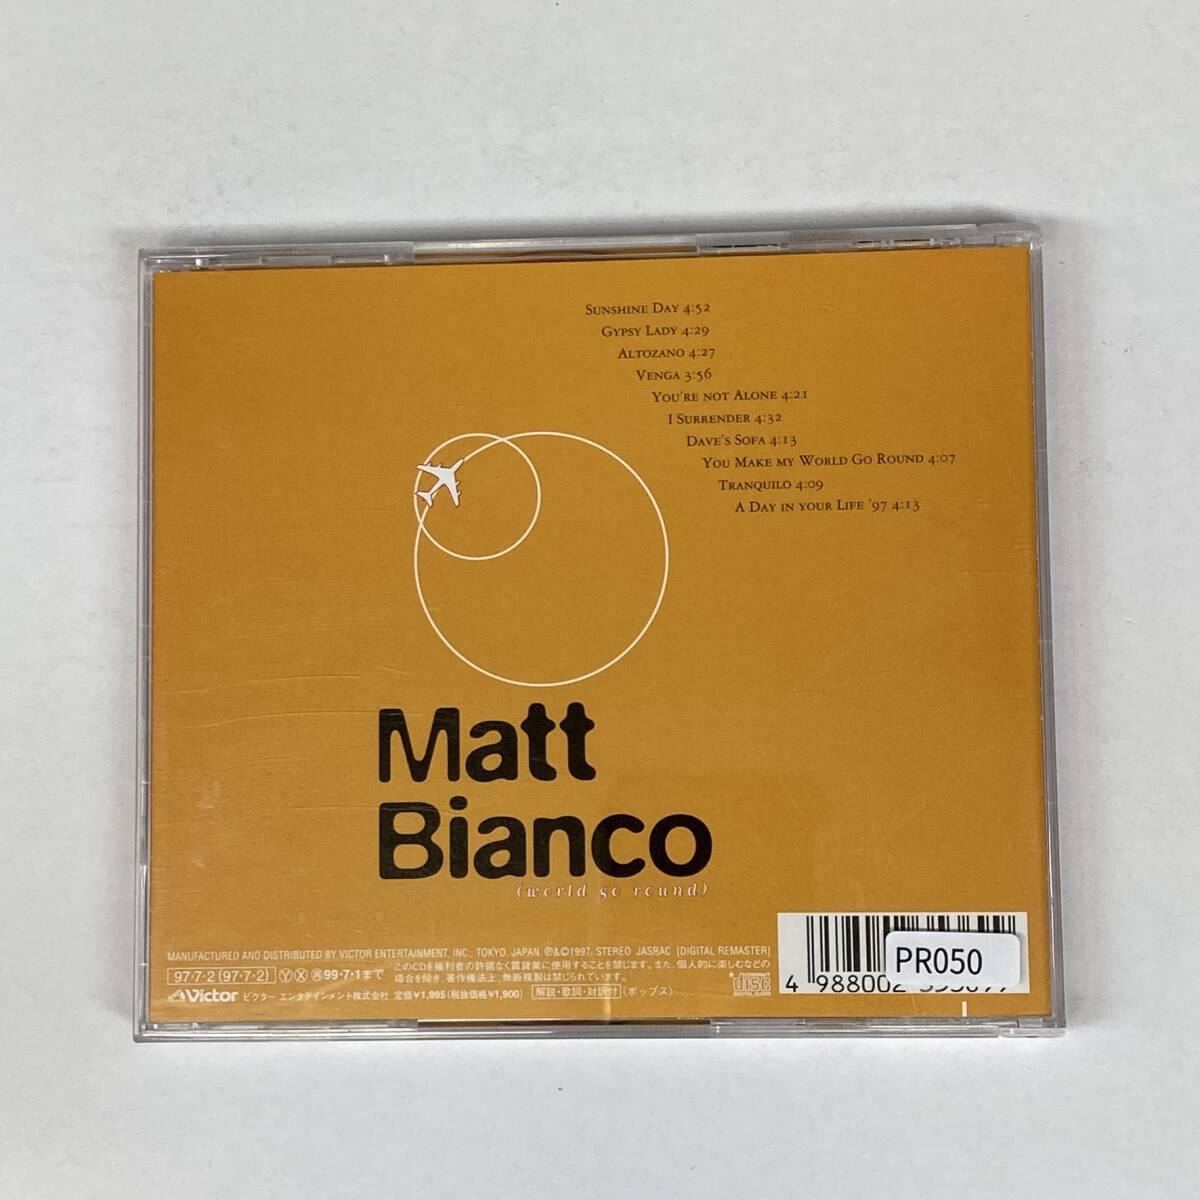 Sunshine Day 4:52
Gypsy Lady 4:29
Altozano 4:27
Venga 3:56
You're not Alone 4:21
I Surrender 4:32
Dave's Sofa 4:13
You Make my World Go Round 4:07
Tranquilo 4:09
A Day in your Life '97 4:13
Matt
Bianco
(world go round)
MANUFACTURED AND DISTRIBUTED BY VICTOR ENTERTAINMENT, INC., TOKYO, JAPAN ℗&©1997. STEREO JASRAC [DIGITAL REMASTER]
97・7・2 (97・7・2) Ⓨ Ⓧ 99・7・1まで
このCDを権利者の許諾なく賃貸業に使用することを禁じます。また、個人的に楽しむなどの
場合を除き、著作権法上、無断複製は禁じられています。
Victor ビクター エンタテインメント株式会社 定価¥1,995(税抜価格¥1,900) 解説・歌詞・対訳付 (ポップス)
disc
PR050
4 988002